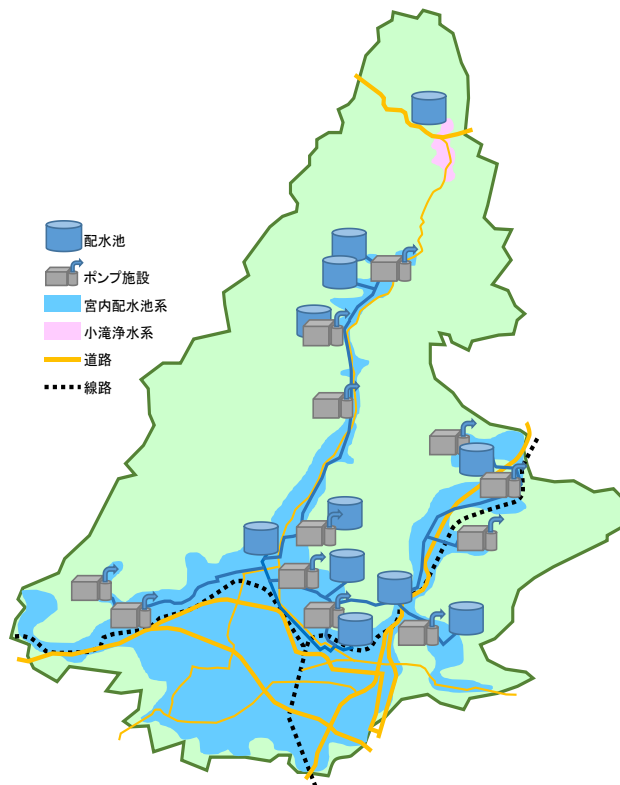 配水池
ポンプ施設
宮内配水池系
小滝浄水系
道路
線路